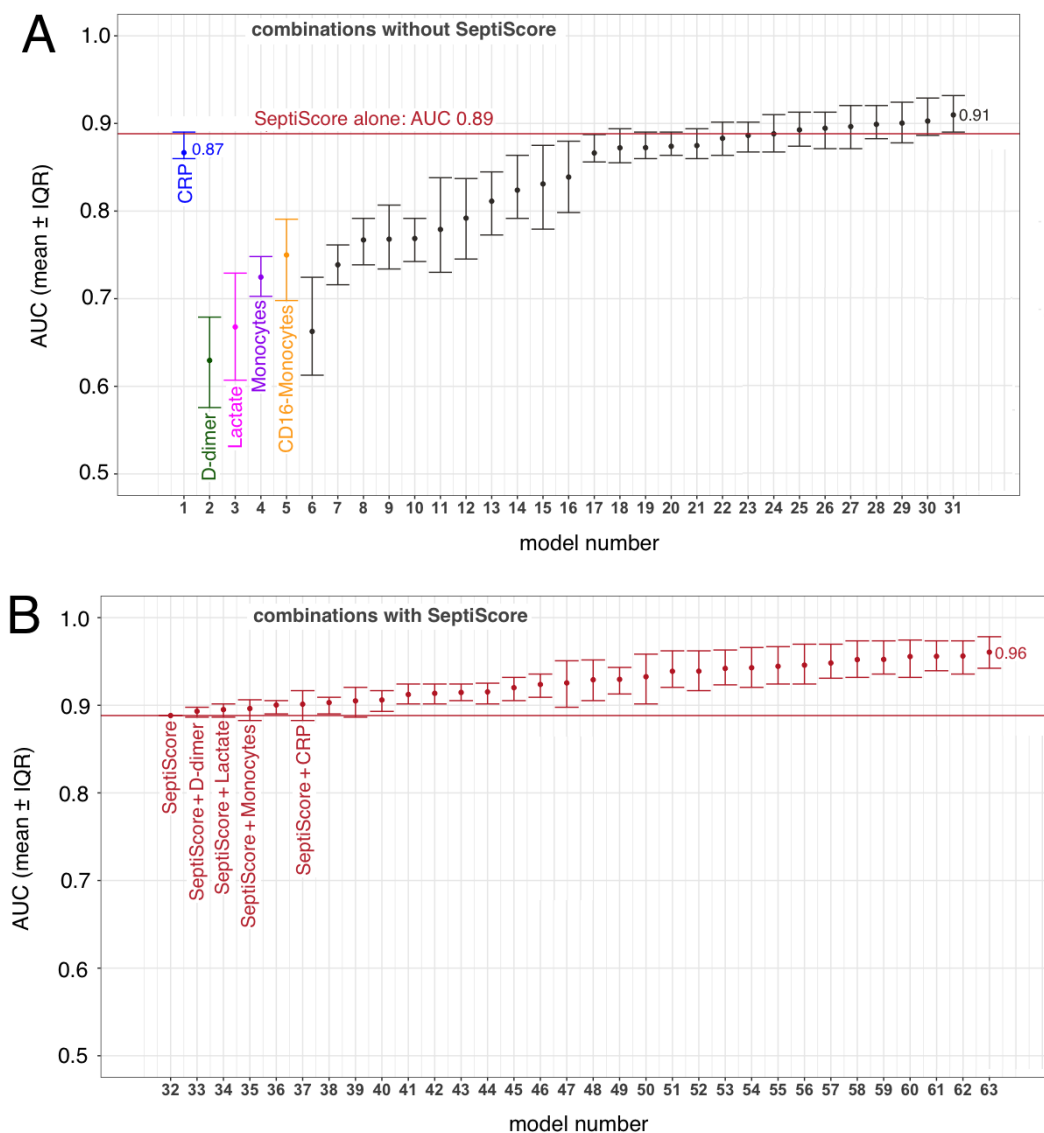 A
combinations without SeptiScore
SeptiScore alone: AUC 0.89
AUC (mean ± IQR)
1.0
0.9
0.8
0.7
0.6
0.5
0.87
CRP
D-dimer
Lactate
Monocytes
CD16-Monocytes
0.91
1 2 3 4 5 6 7 8 9 10 11 12 13 14 15 16 17 18 19 20 21 22 23 24 25 26 27 28 29 30 31
model number
B
combinations with SeptiScore
AUC (mean ± IQR)
1.0
0.9
0.8
0.7
0.6
0.5
SeptiScore
SeptiScore + D-dimer
SeptiScore + Lactate
SeptiScore + Monocytes
SeptiScore + CRP
0.96
32 33 34 35 36 37 38 39 40 41 42 43 44 45 46 47 48 49 50 51 52 53 54 55 56 57 58 59 60 61 62 63
model number